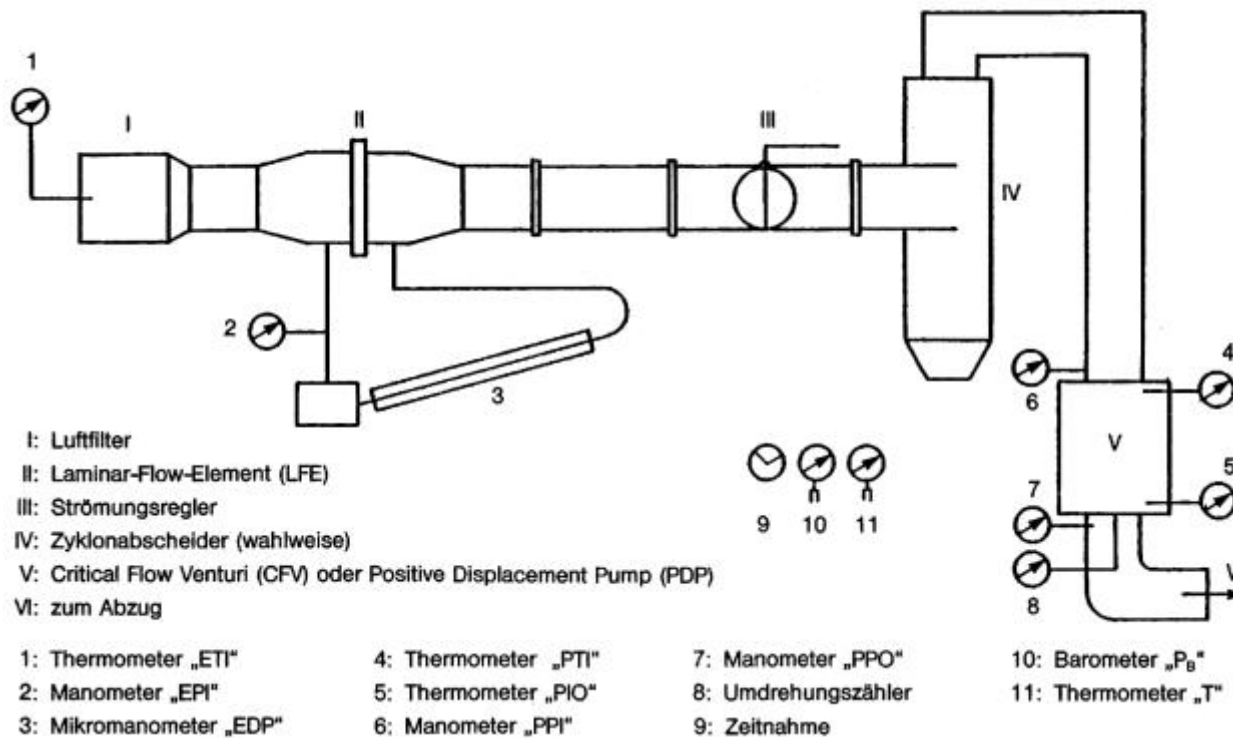 1
I
II
III
IV
2
3
4
6
V
5
7
8
V
9 10 11
I: Luftfilter
II: Laminar-Flow-Element (LFE)
III: Strömungsregler
IV: Zyklonabscheider (wahlweise)
V: Critical Flow Venturi (CFV) oder Positive Displacement Pump (PDP)
VI: zum Abzug
1: Thermometer „ETI“ 4: Thermometer „PTI“ 7: Manometer „PPO“ 10: Barometer „P_B“
2: Manometer „EPI“ 5: Thermometer „PIO“ 8: Umdrehungszähler 11: Thermometer „T“
3: Mikromanometer „EDP“ 6: Manometer „PPI“ 9: Zeitnahme